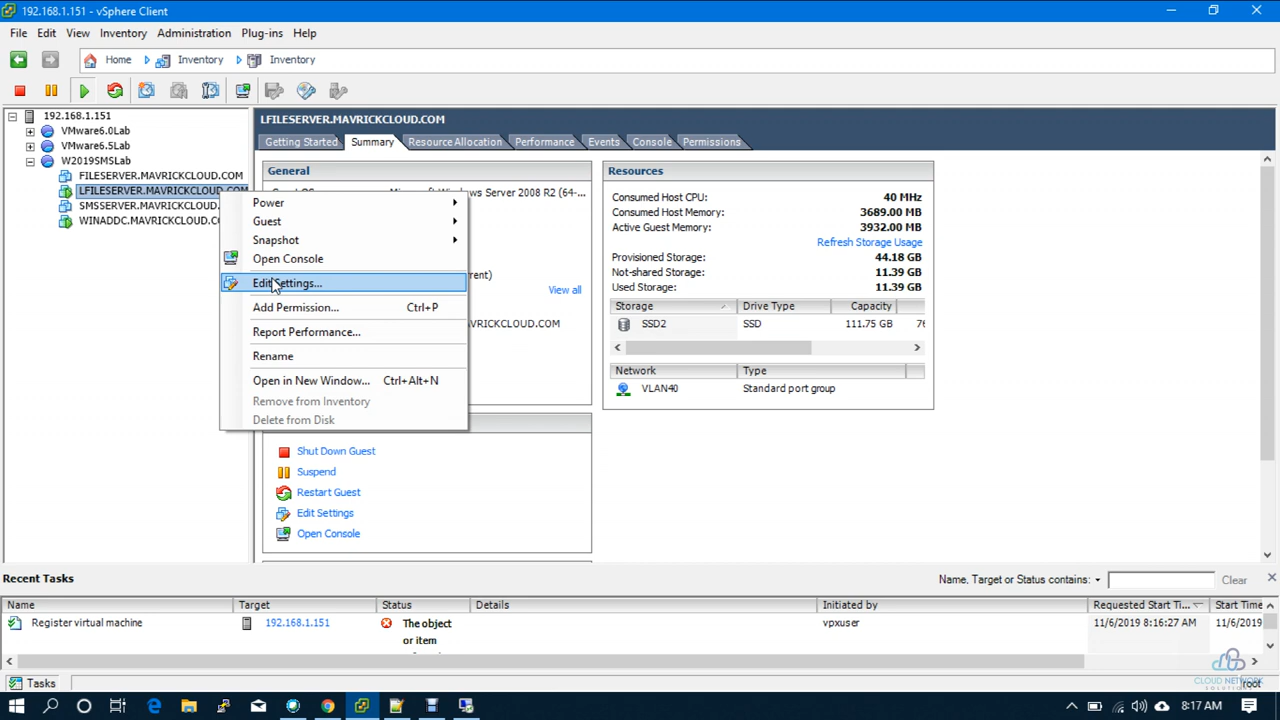 192.168.1.151 - vSphere Client
File Edit View Inventory Administration Plug-ins Help
Home Inventory Inventory
192.168.1.151
VMware6.0Lab
VMware6.5Lab
W2019SMSLab
FILESERVER.MAVRICKCLOUD.COM
LFILESERVER.MAVRICKCLOUD.COM
SMSSERVER.MAVRICKCLOUD.
WINADDC.MAVRICKCLOUD.CO
LFILESERVER.MAVRICKCLOUD.COM
Getting Started Summary Resource Allocation Performance Events Console Permissions
General
Microsoft Windows Server 2008 R2 (64-...
rent)
View all
VRICKCLOUD.COM
Power
Guest
Snapshot
Open Console
Edit Settings...
Add Permission... Ctrl+P
Report Performance...
Rename
Open in New Window... Ctrl+Alt+N
Remove from Inventory
Delete from Disk
Shut Down Guest
Suspend
Restart Guest
Edit Settings
Open Console
Resources
Consumed Host CPU: 40 MHz
Consumed Host Memory: 3689.00 MB
Active Guest Memory: 3932.00 MB
Refresh Storage Usage
Provisioned Storage: 44.18 GB
Not-shared Storage: 11.39 GB
Used Storage: 11.39 GB
Storage Drive Type Capacity
SSD2 SSD 111.75 GB 76
Network Type
VLAN40 Standard port group
Recent Tasks
Name, Target or Status contains: Clear
Name Target Status Details Initiated by Requested Start Ti... Start Time
Register virtual machine 192.168.1.151 The object vpxuser 11/6/2019 8:16:27 AM 11/6/2019
or item
Tasks
CLOUD NETWORK
SOLUTIONS
root
8:17 AM